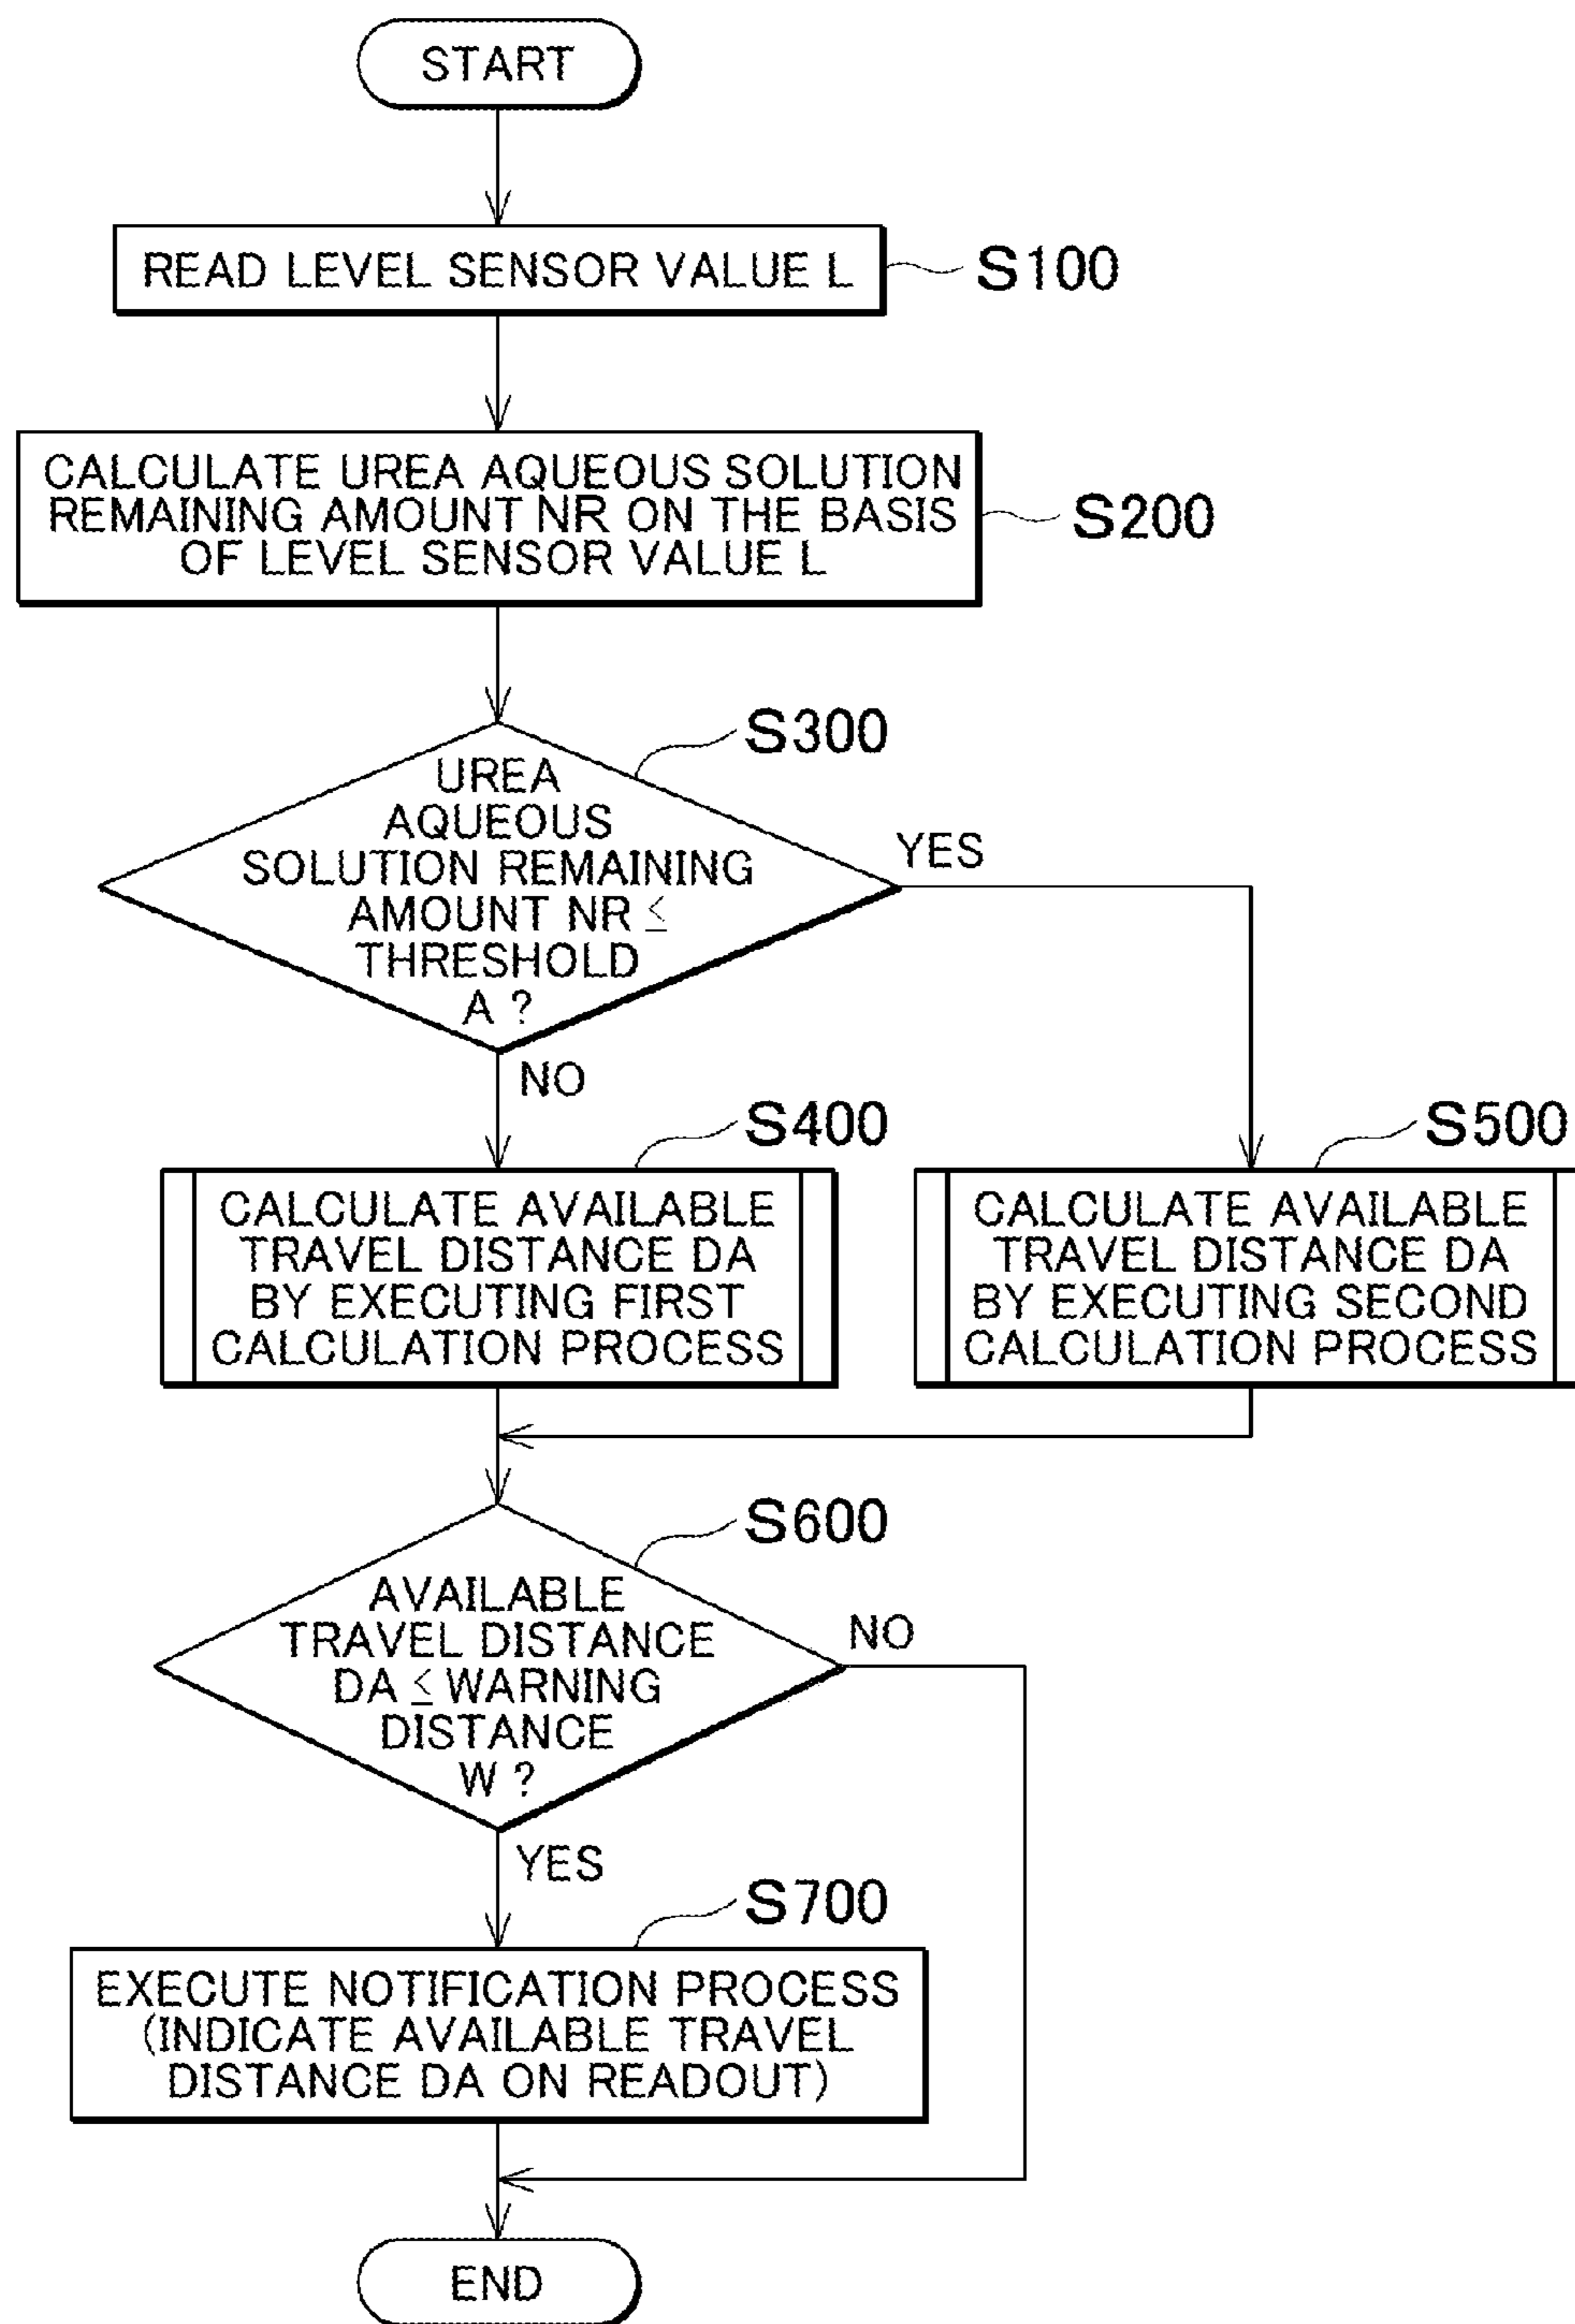 START
READ LEVEL SENSOR VALUE L
S100
CALCULATE UREA AQUEOUS SOLUTION
REMAINING AMOUNT NR ON THE BASIS
OF LEVEL SENSOR VALUE L
S200
S300
UREA
AQUEOUS
SOLUTION REMAINING
AMOUNT NR ≤
THRESHOLD
A ?
YES
NO
S400
CALCULATE AVAILABLE
TRAVEL DISTANCE DA
BY EXECUTING FIRST
CALCULATION PROCESS
S500
CALCULATE AVAILABLE
TRAVEL DISTANCE DA
BY EXECUTING SECOND
CALCULATION PROCESS
S600
AVAILABLE
TRAVEL DISTANCE
DA ≤ WARNING
DISTANCE
W ?
NO
YES
S700
EXECUTE NOTIFICATION PROCESS
(INDICATE AVAILABLE TRAVEL
DISTANCE DA ON READOUT)
END